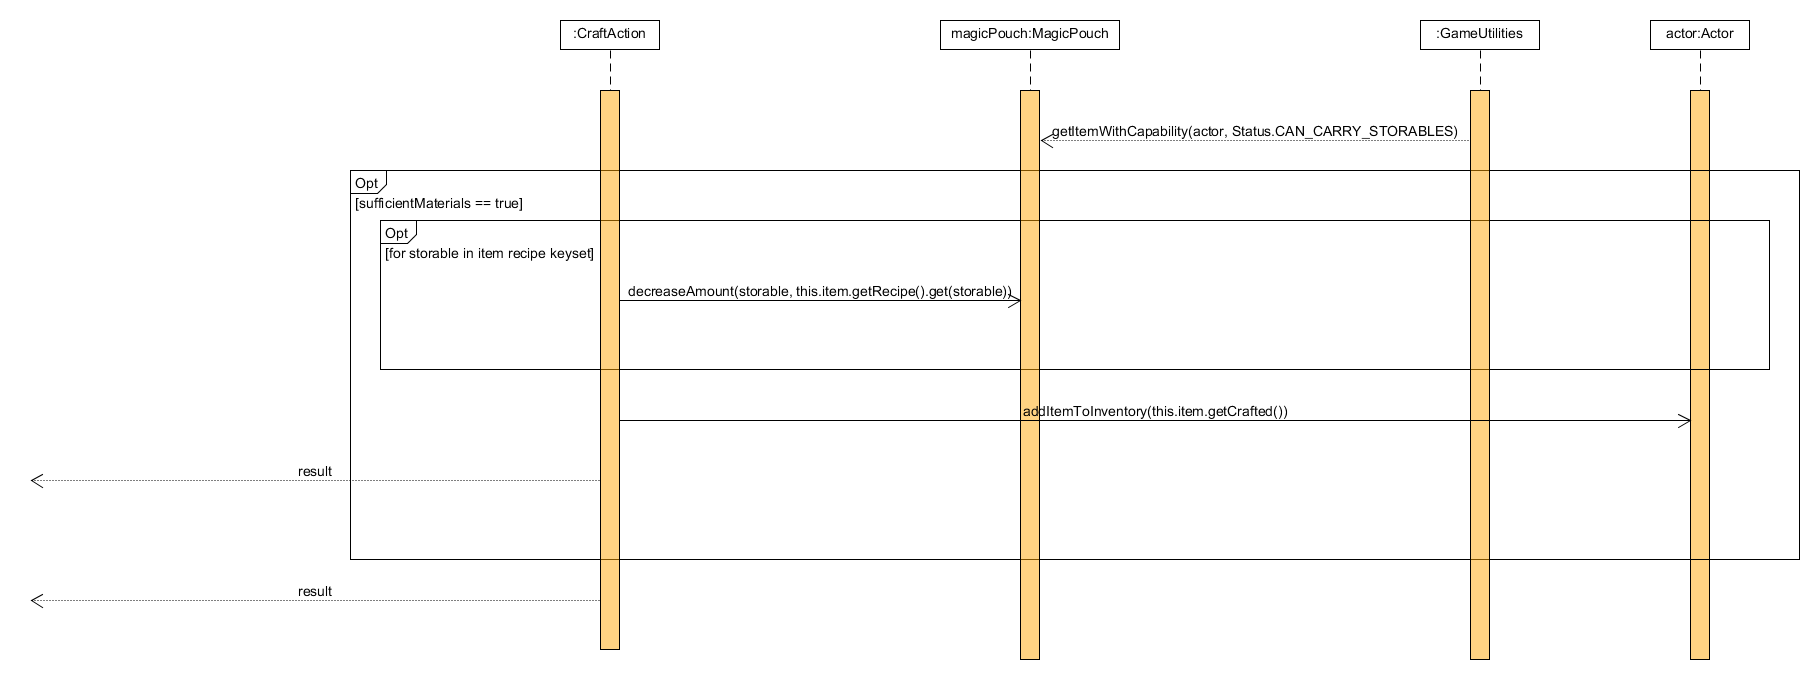 :CraftAction
magicPouch:MagicPouch
:GameUtilities
actor:Actor
getItemWithCapability(actor, Status.CAN_CARRY_STORABLES)
Opt
[sufficientMaterials == true]
Opt
[for storable in item recipe keyset]
decreaseAmount(storable, this.item.getRecipe().get(storable))
addItemToInventory(this.item.getCrafted())
result
result